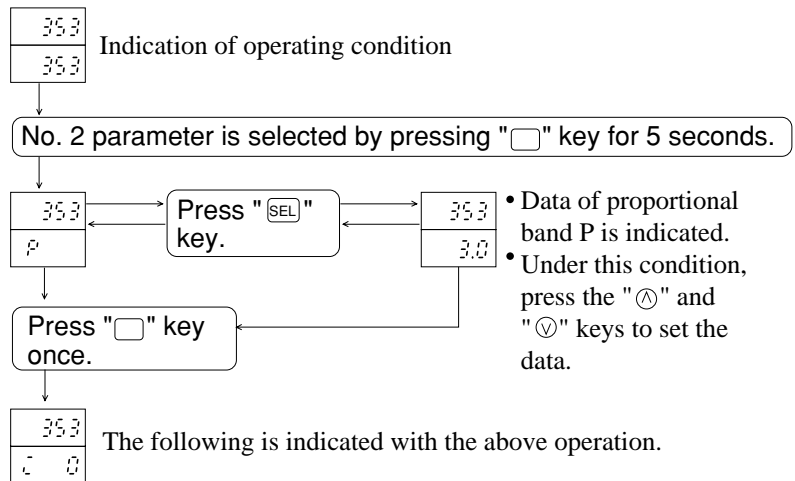 353
353
Indication of operating condition
No. 2 parameter is selected by pressing " " key for 5 seconds.
353
P
Press " SEL "
key.
353
3.0
• Data of proportional
band P is indicated.
• Under this condition,
press the " ∧ " and
" ∨ " keys to set the
data.
Press " " key
once.
353
i 0
The following is indicated with the above operation.